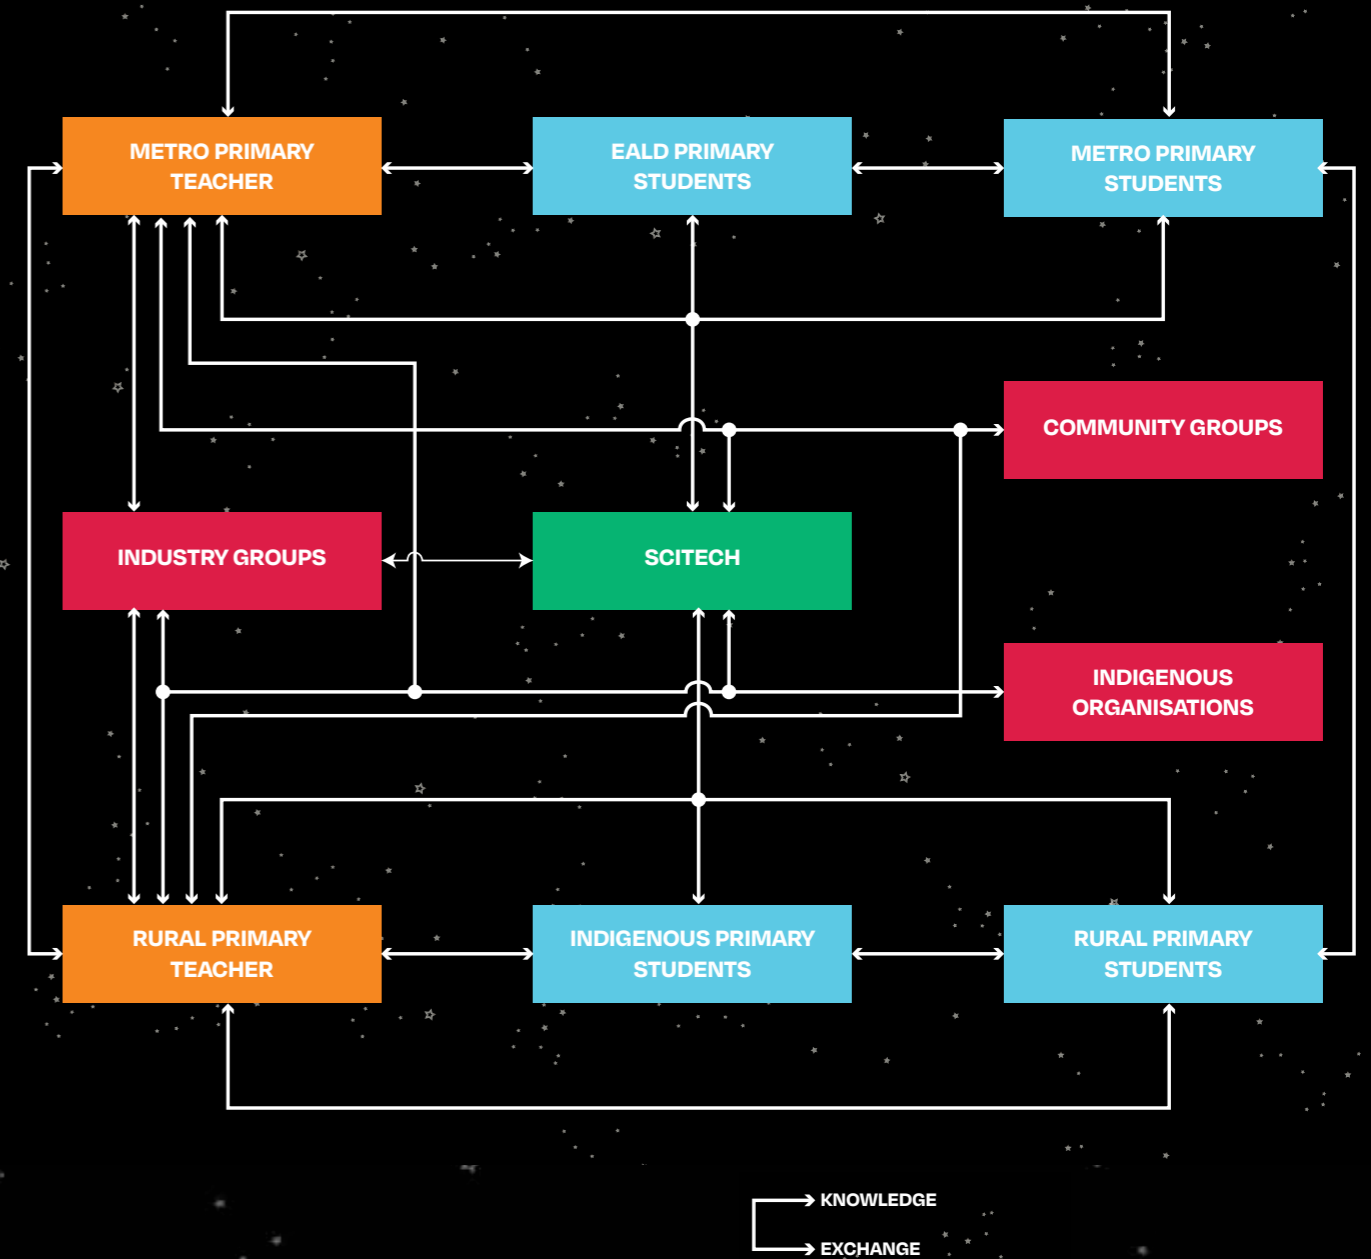 METRO PRIMARY
TEACHER
EALD PRIMARY
STUDENTS
METRO PRIMARY
STUDENTS
COMMUNITY GROUPS
INDUSTRY GROUPS
SCITECH
INDIGENOUS
ORGANISATIONS
RURAL PRIMARY
TEACHER
INDIGENOUS PRIMARY
STUDENTS
RURAL PRIMARY
STUDENTS
KNOWLEDGE
EXCHANGE